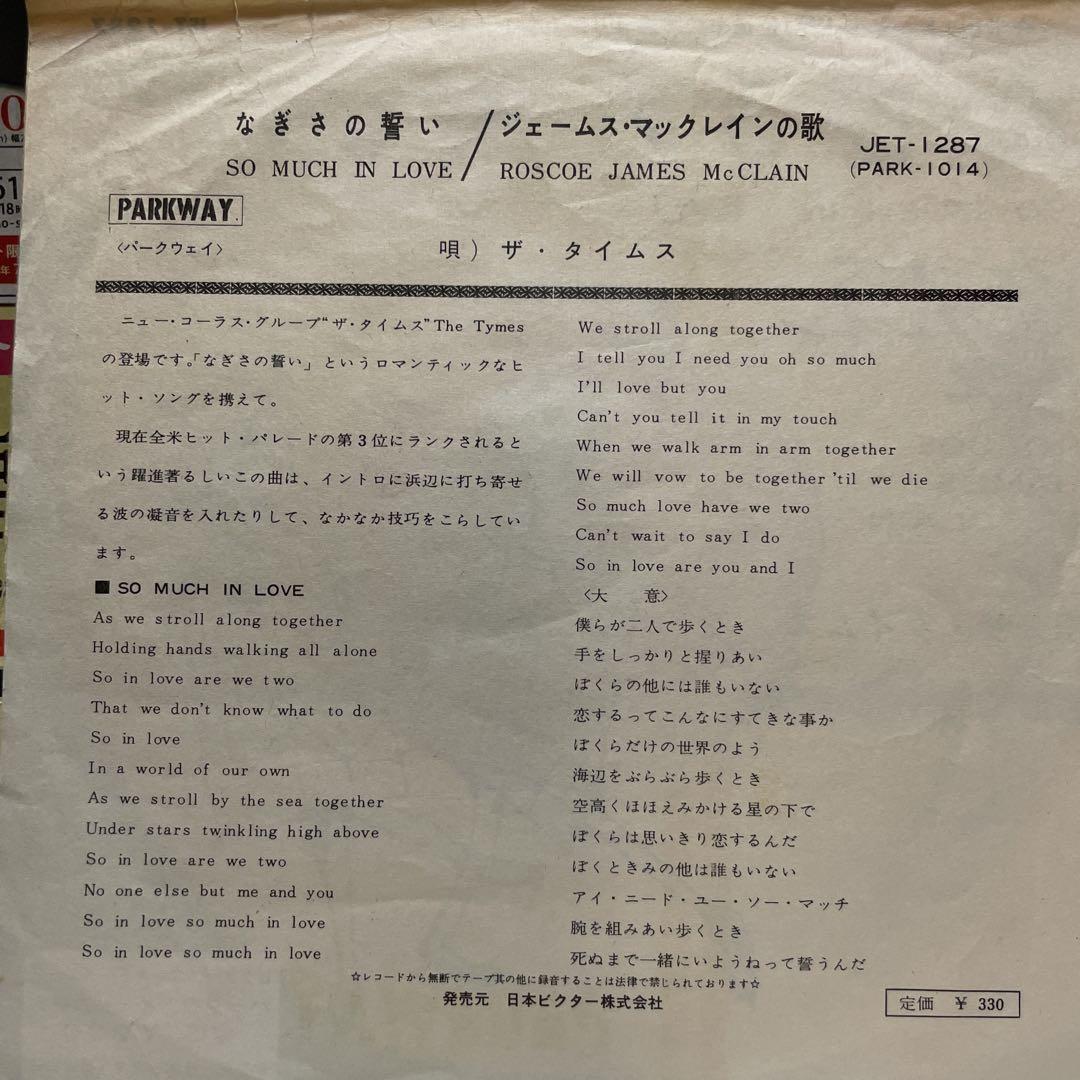 なぎさの誓い/ジェームス・マックレインの歌
SO MUCH IN LOVE/ROSCOE JAMES McCLAIN
JET-1287
(PARK-1014)
PARKWAY
〈パークウェイ〉
唄)ザ・タイムス
ニュー・コーラス・グループ“ザ・タイムス”The Tymes
の登場です。「なぎさの誓い」というロマンティックなヒ
ット・ソングを携えて。
現在全米ヒット・パレードの第3位にランクされると
いう躍進著るしいこの曲は、イントロに浜辺に打ち寄せ
る波の凝音を入れたりして、なかなか技巧をこらしてい
ます。
■ SO MUCH IN LOVE
As we stroll along together
Holding hands walking all alone
So in love are we two
That we don't know what to do
So in love
In a world of our own
As we stroll by the sea together
Under stars twinkling high above
So in love are we two
No one else but me and you
So in love so much in love
So in love so much in love
We stroll along together
I tell you I need you oh so much
I'll love but you
Can't you tell it in my touch
When we walk arm in arm together
We will vow to be together 'til we die
So much love have we two
Can't wait to say I do
So in love are you and I
〈大 意〉
僕らが二人で歩くとき
手をしっかりと握りあい
ぼくらの他には誰もいない
恋するってこんなにすてきな事か
ぼくらだけの世界のよう
海辺をぶらぶら歩くとき
空高くほほえみかける星の下で
ぼくらは思いきり恋するんだ
ぼくときみの他は誰もいない
アイ・ニード・ユー・ソー・マッチ
腕を組みあい歩くとき
死ぬまで一緒にいようねって誓うんだ
☆レコードから無断でテープ其の他に録音することは法律で禁じられております☆
発売元 日本ビクター株式会社
定価 ¥ 330